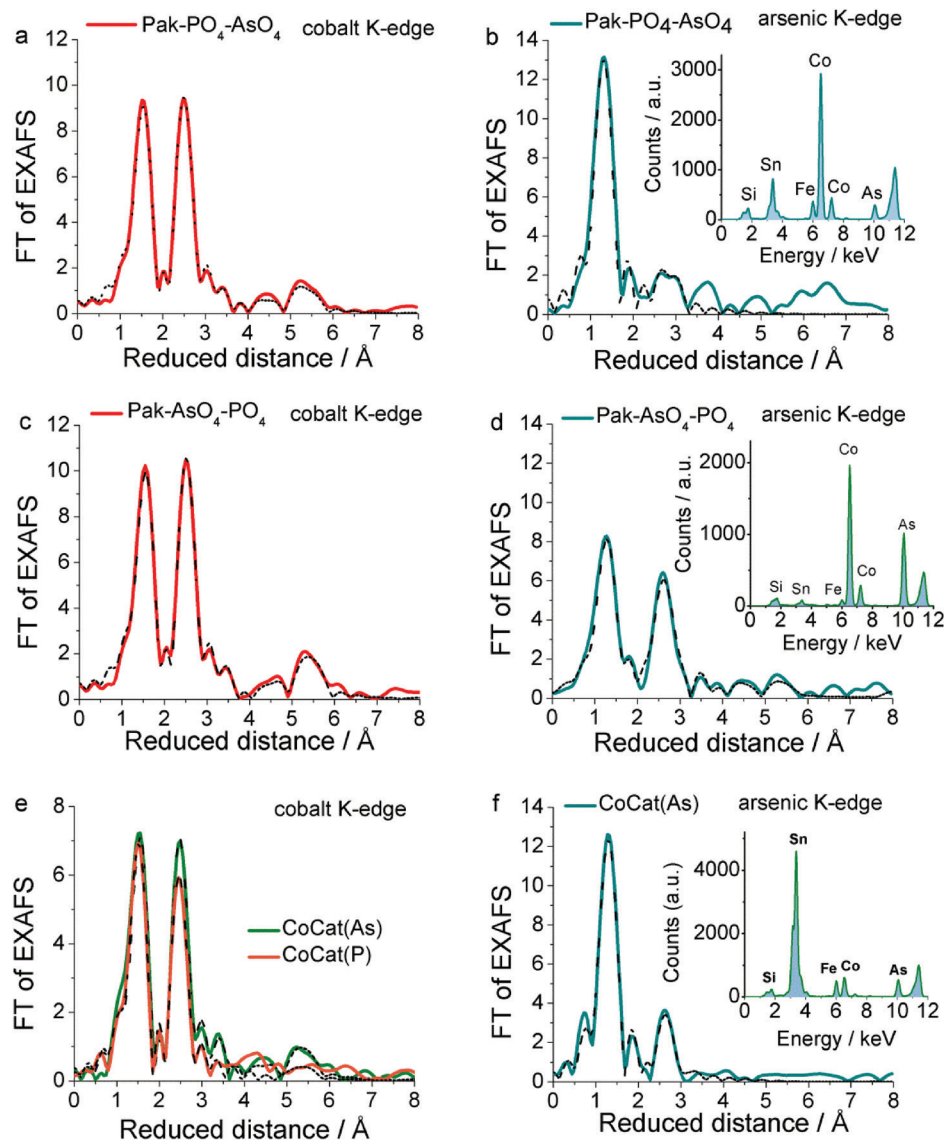 a
Pak-PO4-AsO4
cobalt K-edge
FT of EXAFS
12
10
8
6
4
2
0
0 1 2 3 4 5 6 7 8
Reduced distance / Å
b
Pak-PO4-AsO4
arsenic K-edge
FT of EXAFS
14
12
10
8
6
4
2
0
0 1 2 3 4 5 6 7 8
Reduced distance / Å
Counts / a.u.
3000
2000
1000
0
Si
Sn
Fe
Co
Co
As
2 4 6 8 10 12
Energy / keV
c
Pak-AsO4-PO4
cobalt K-edge
FT of EXAFS
12
10
8
6
4
2
0
0 1 2 3 4 5 6 7 8
Reduced distance / Å
d
Pak-AsO4-PO4
arsenic K-edge
FT of EXAFS
14
12
10
8
6
4
2
0
0 1 2 3 4 5 6 7 8
Reduced distance / Å
Counts / a.u.
2000
1000
0
Si
Sn
Fe
Co
Co
As
0 2 4 6 8 10 12
Energy / keV
e
cobalt K-edge
CoCat(As)
CoCat(P)
FT of EXAFS
8
6
4
2
0
0 1 2 3 4 5 6 7 8
Reduced distance / Å
f
CoCat(As)
arsenic K-edge
FT of EXAFS
14
12
10
8
6
4
2
0
0 1 2 3 4 5 6 7 8
Reduced distance / Å
Counts (a.u.)
4000
2000
0
Si
Sn
Fe
Co
As
0 2 4 6 8 10 12
Energy / keV